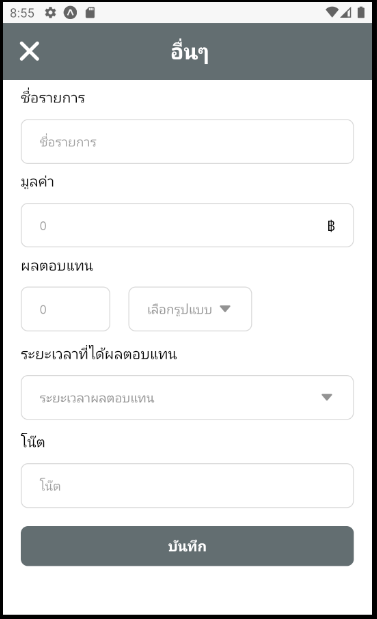 8:55
อื่นๆ
ชื่อรายการ
ชื่อรายการ
มูลค่า
0 ฿
ผลตอบแทน
0 เลือกรูปแบบ
ระยะเวลาที่ได้ผลตอบแทน
ระยะเวลาผลตอบแทน
โน๊ต
โน๊ต
บันทึก